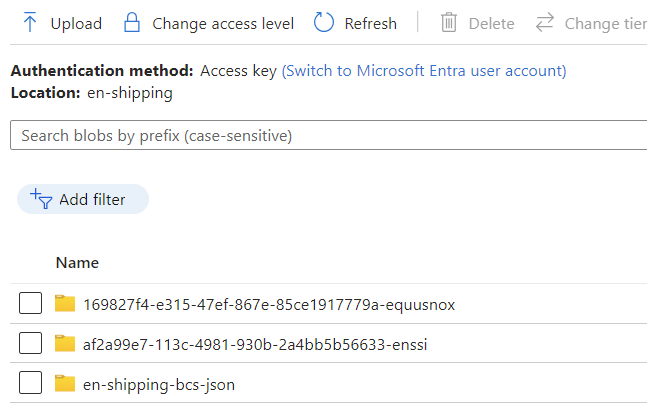 Upload Change access level Refresh Delete Change tier
Authentication method: Access key (Switch to Microsoft Entra user account)
Location: en-shipping
Search blobs by prefix (case-sensitive)
Add filter
Name
169827f4-e315-47ef-867e-85ce1917779a-equusnox
af2a99e7-113c-4981-930b-2a4bb5b56633-enssi
en-shipping-bcs-json